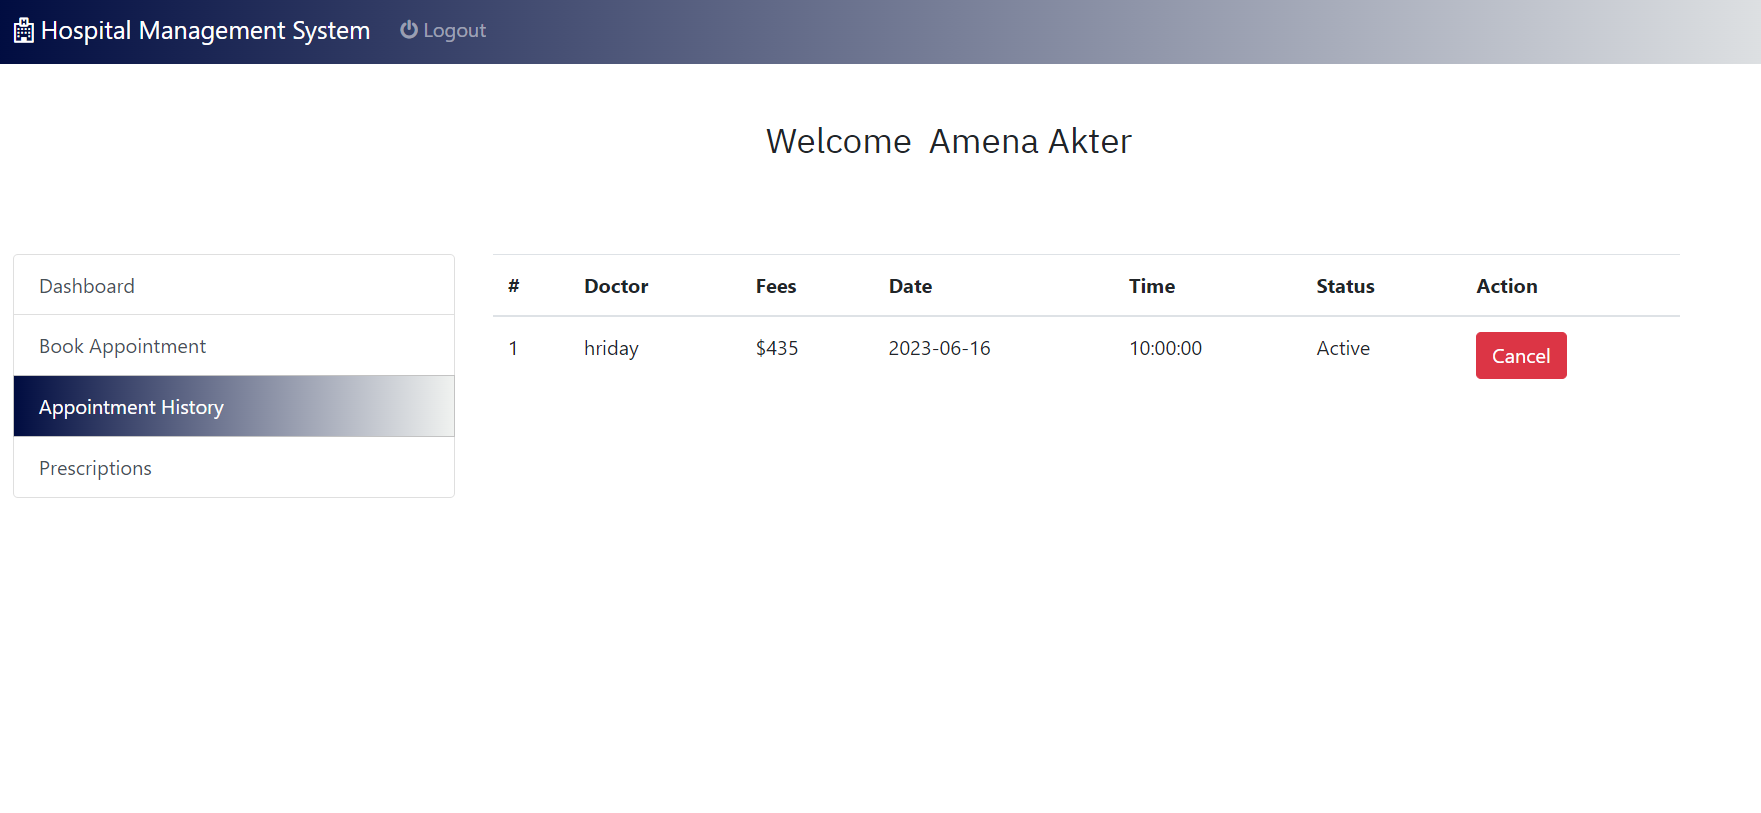 Hospital Management System Logout
Welcome Amena Akter
Dashboard
Book Appointment
Appointment History
Prescriptions
# Doctor Fees Date Time Status Action
1 hriday $435 2023-06-16 10:00:00 Active Cancel